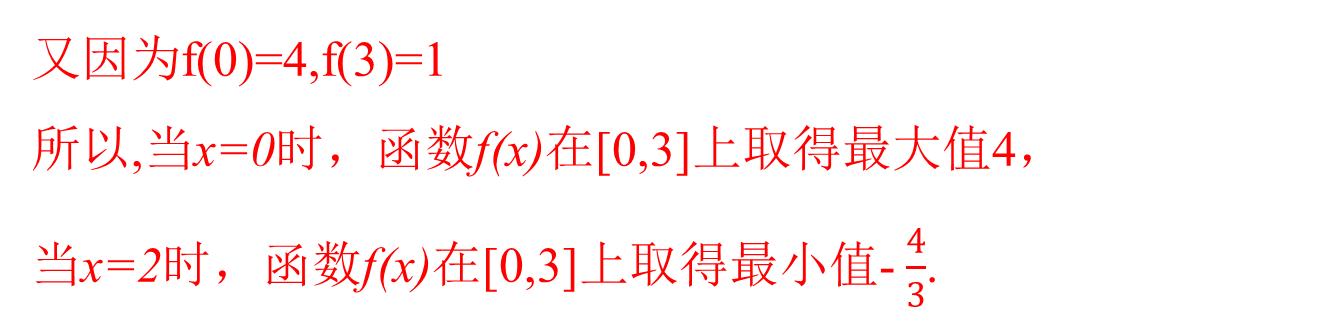 又因为f(0)=4,f(3)=1
所以,当x=0时，函数f(x)在[0,3]上取得最大值4，
当x=2时，函数f(x)在[0,3]上取得最小值-4/3.